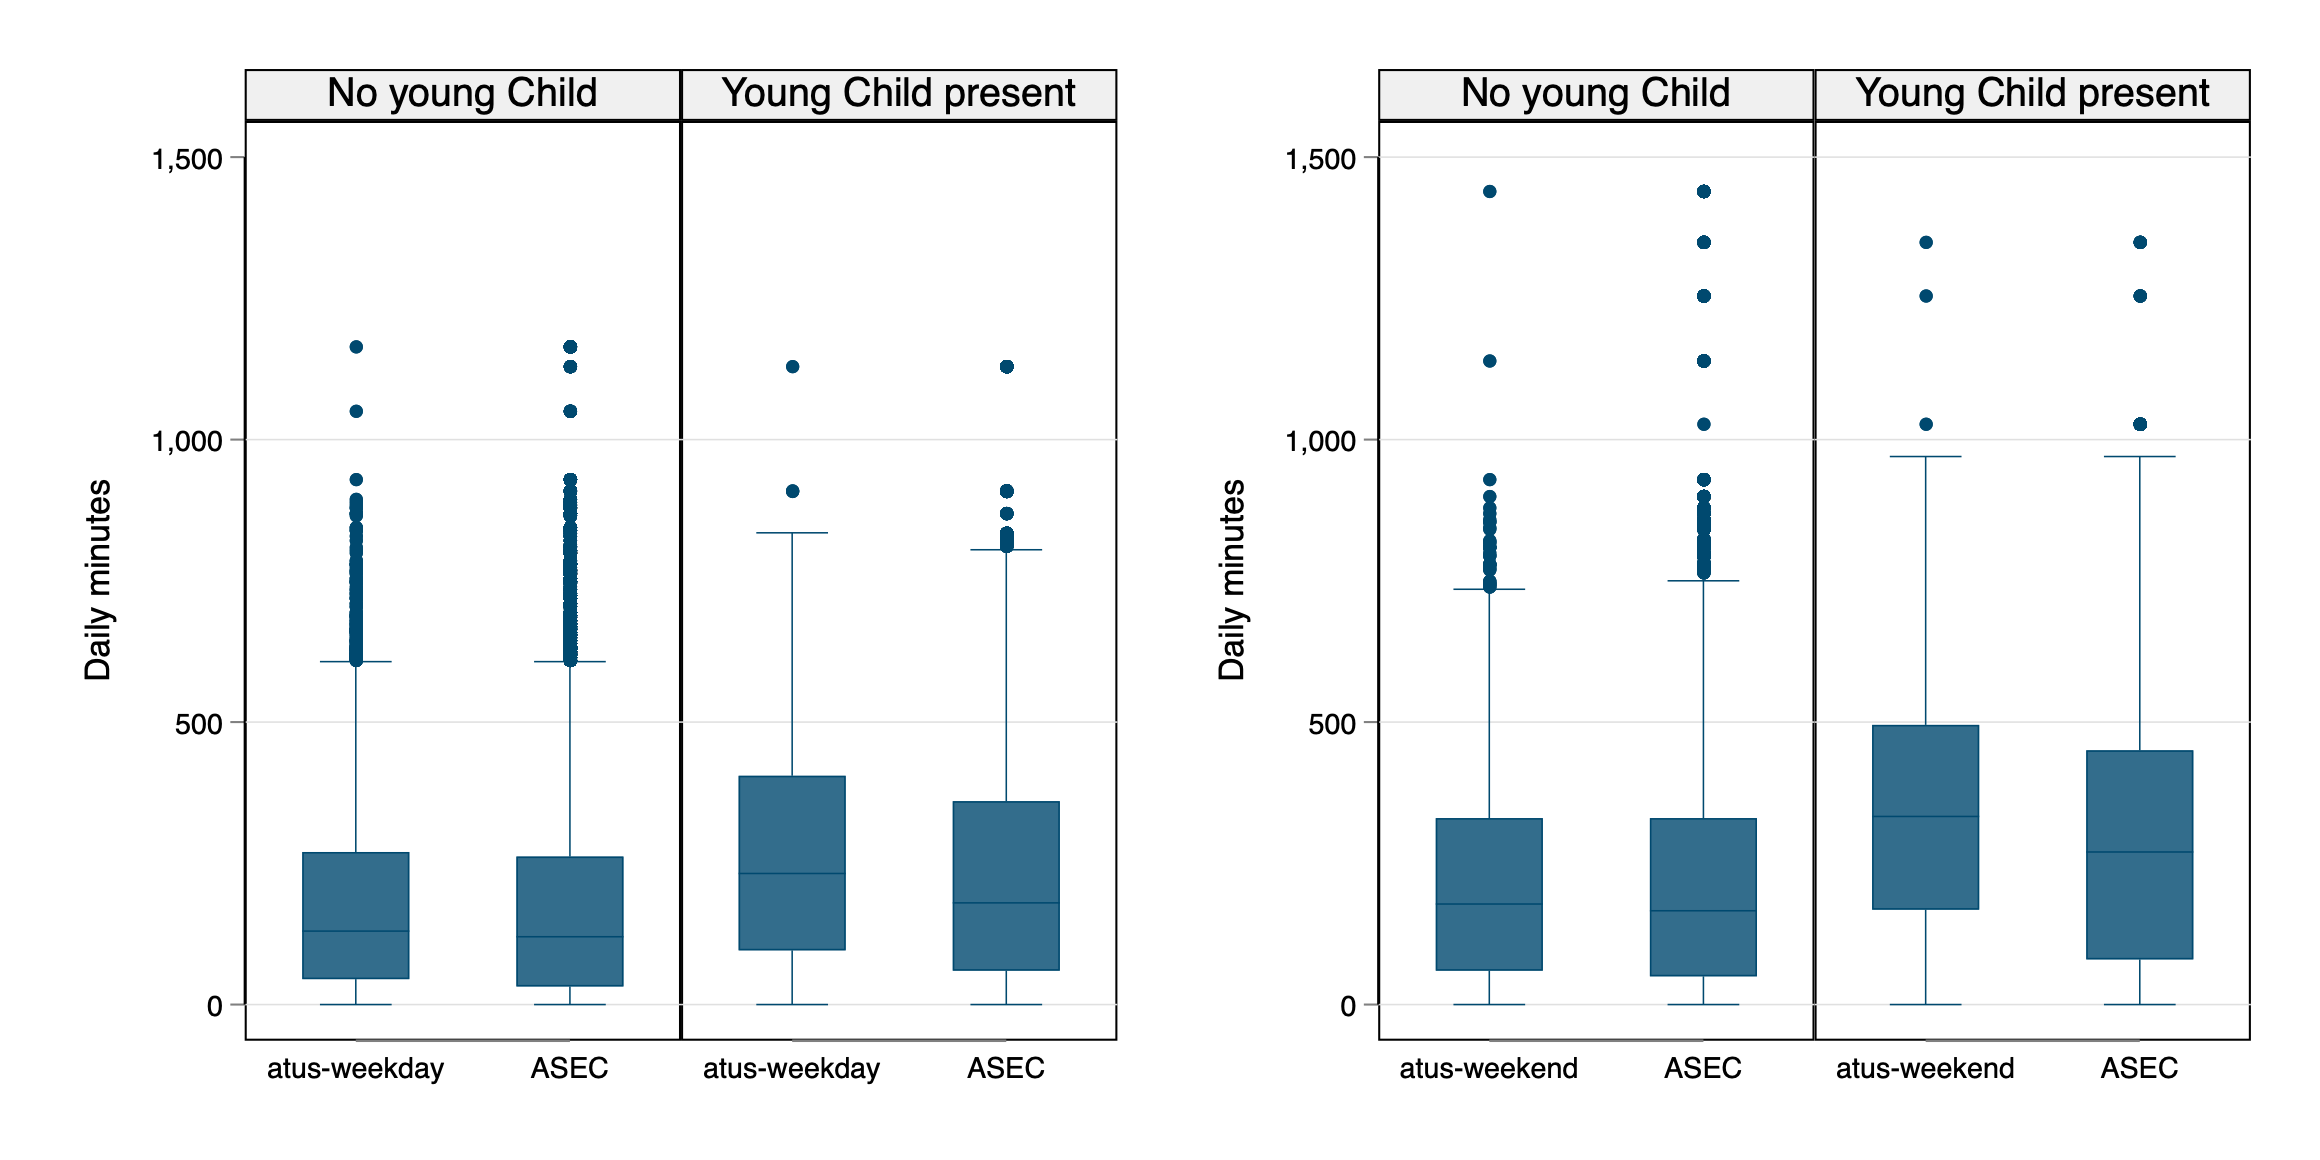 No young Child
Young Child present
1,500
1,000
500
0
Daily minutes
atus-weekday
ASEC
atus-weekday
ASEC
No young Child
Young Child present
1,500
1,000
500
0
Daily minutes
atus-weekend
ASEC
atus-weekend
ASEC